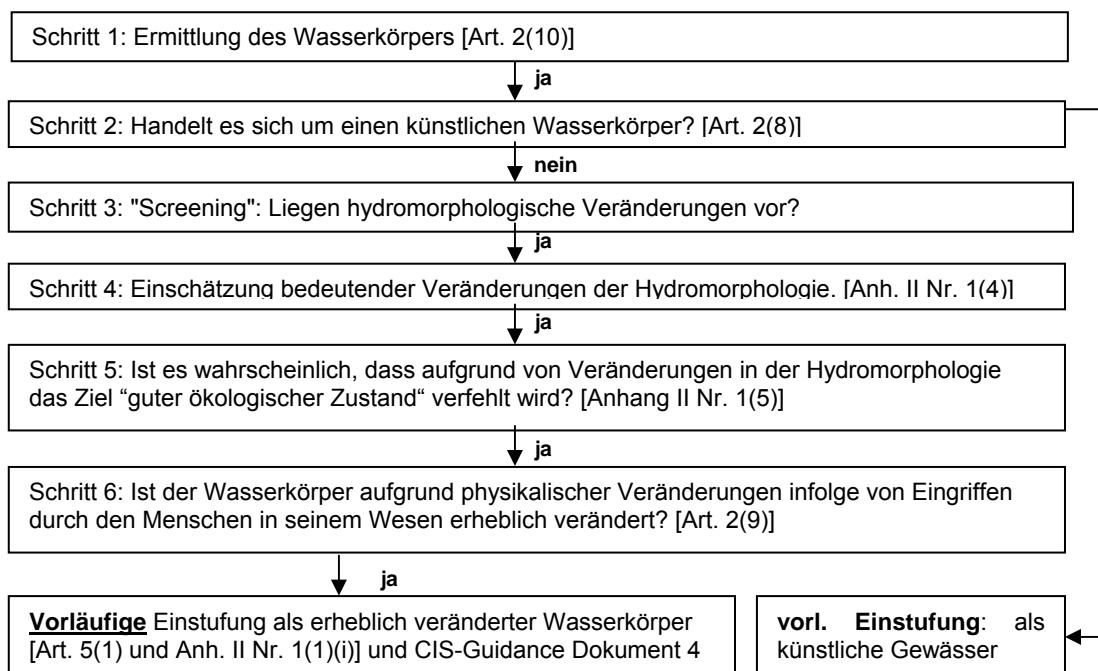 Schritt 1: Ermittlung des Wasserkörpers [Art. 2(10)]
ja
Schritt 2: Handelt es sich um einen künstlichen Wasserkörper? [Art. 2(8)]
nein
Schritt 3: "Screening": Liegen hydromorphologische Veränderungen vor?
ja
Schritt 4: Einschätzung bedeutender Veränderungen der Hydromorphologie. [Anh. II Nr. 1(4)]
ja
Schritt 5: Ist es wahrscheinlich, dass aufgrund von Veränderungen in der Hydromorphologie
das Ziel “guter ökologischer Zustand“ verfehlt wird? [Anhang II Nr. 1(5)]
ja
Schritt 6: Ist der Wasserkörper aufgrund physikalischer Veränderungen infolge von Eingriffen
durch den Menschen in seinem Wesen erheblich verändert? [Art. 2(9)]
ja
Vorläufige Einstufung als erheblich veränderter Wasserkörper
[Art. 5(1) und Anh. II Nr. 1(1)(i)] und CIS-Guidance Dokument 4
vorl. Einstufung: als
künstliche Gewässer